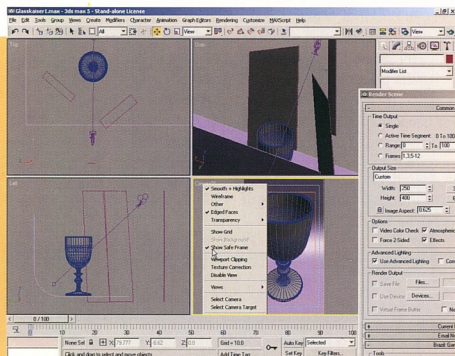 Glaskaiser1.max - 3ds max 5 - Stand-alone License
File Edit Tools Group Views Create Modifiers Character Animation Graph Editors Rendering Customize MAXScript Help
All
View
View
Top
Left
Modifier List
Render Scene
Common
Time Output
Single
Active Time Segment: 0 To 100
Range: 0 To 100
Frames 1,3,5-12
Output Size
Custom
Width: 250
Height: 400
Image Aspect: 0.625
Options
Video Color Check Atmospheric
Force 2-Sided Effects
Advanced Lighting
Use Advanced Lighting
Render Output
Save File Files...
Use Device Devices...
Virtual Frame Buffer
Current
Email
Brazil
Tools
Smooth + Highlights
Wireframe
Other
Edged Faces
Transparency
Show Grid
Show Background
Show Safe Frame
Viewport Clipping
Texture Correction
Disable View
Views
Select Camera
Select Camera Target
0 / 100
10 20 30 40 50 60 70 80 90 100
None Sel X Y Z Grid = 10.0 Auto Key Selected
Click and drag to select and move objects Add Time Tag Set Key Key Filters...